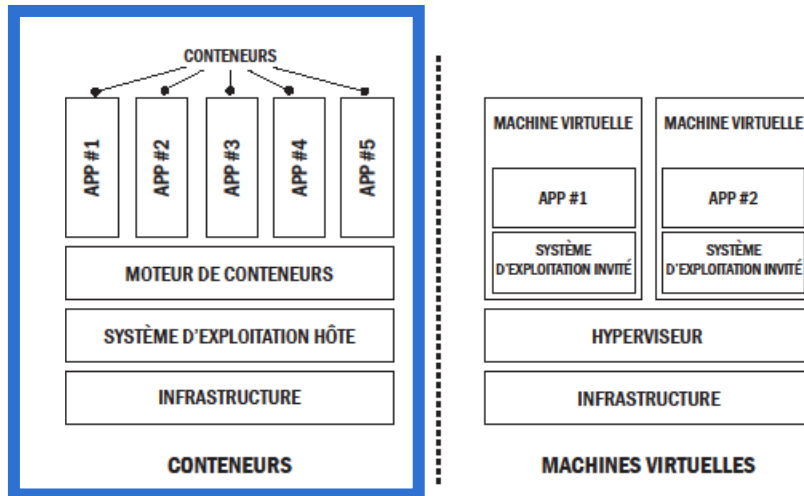 CONTENEURS
APP #1
APP #2
APP #3
APP #4
APP #5
MOTEUR DE CONTENEURS
SYSTÈME D'EXPLOITATION HÔTE
INFRASTRUCTURE
CONTENEURS
MACHINE VIRTUELLE
APP #1
SYSTÈME
D'EXPLOITATION INVITÉ
MACHINE VIRTUELLE
APP #2
SYSTÈME
D'EXPLOITATION INVITÉ
HYPERVISEUR
INFRASTRUCTURE
MACHINES VIRTUELLES